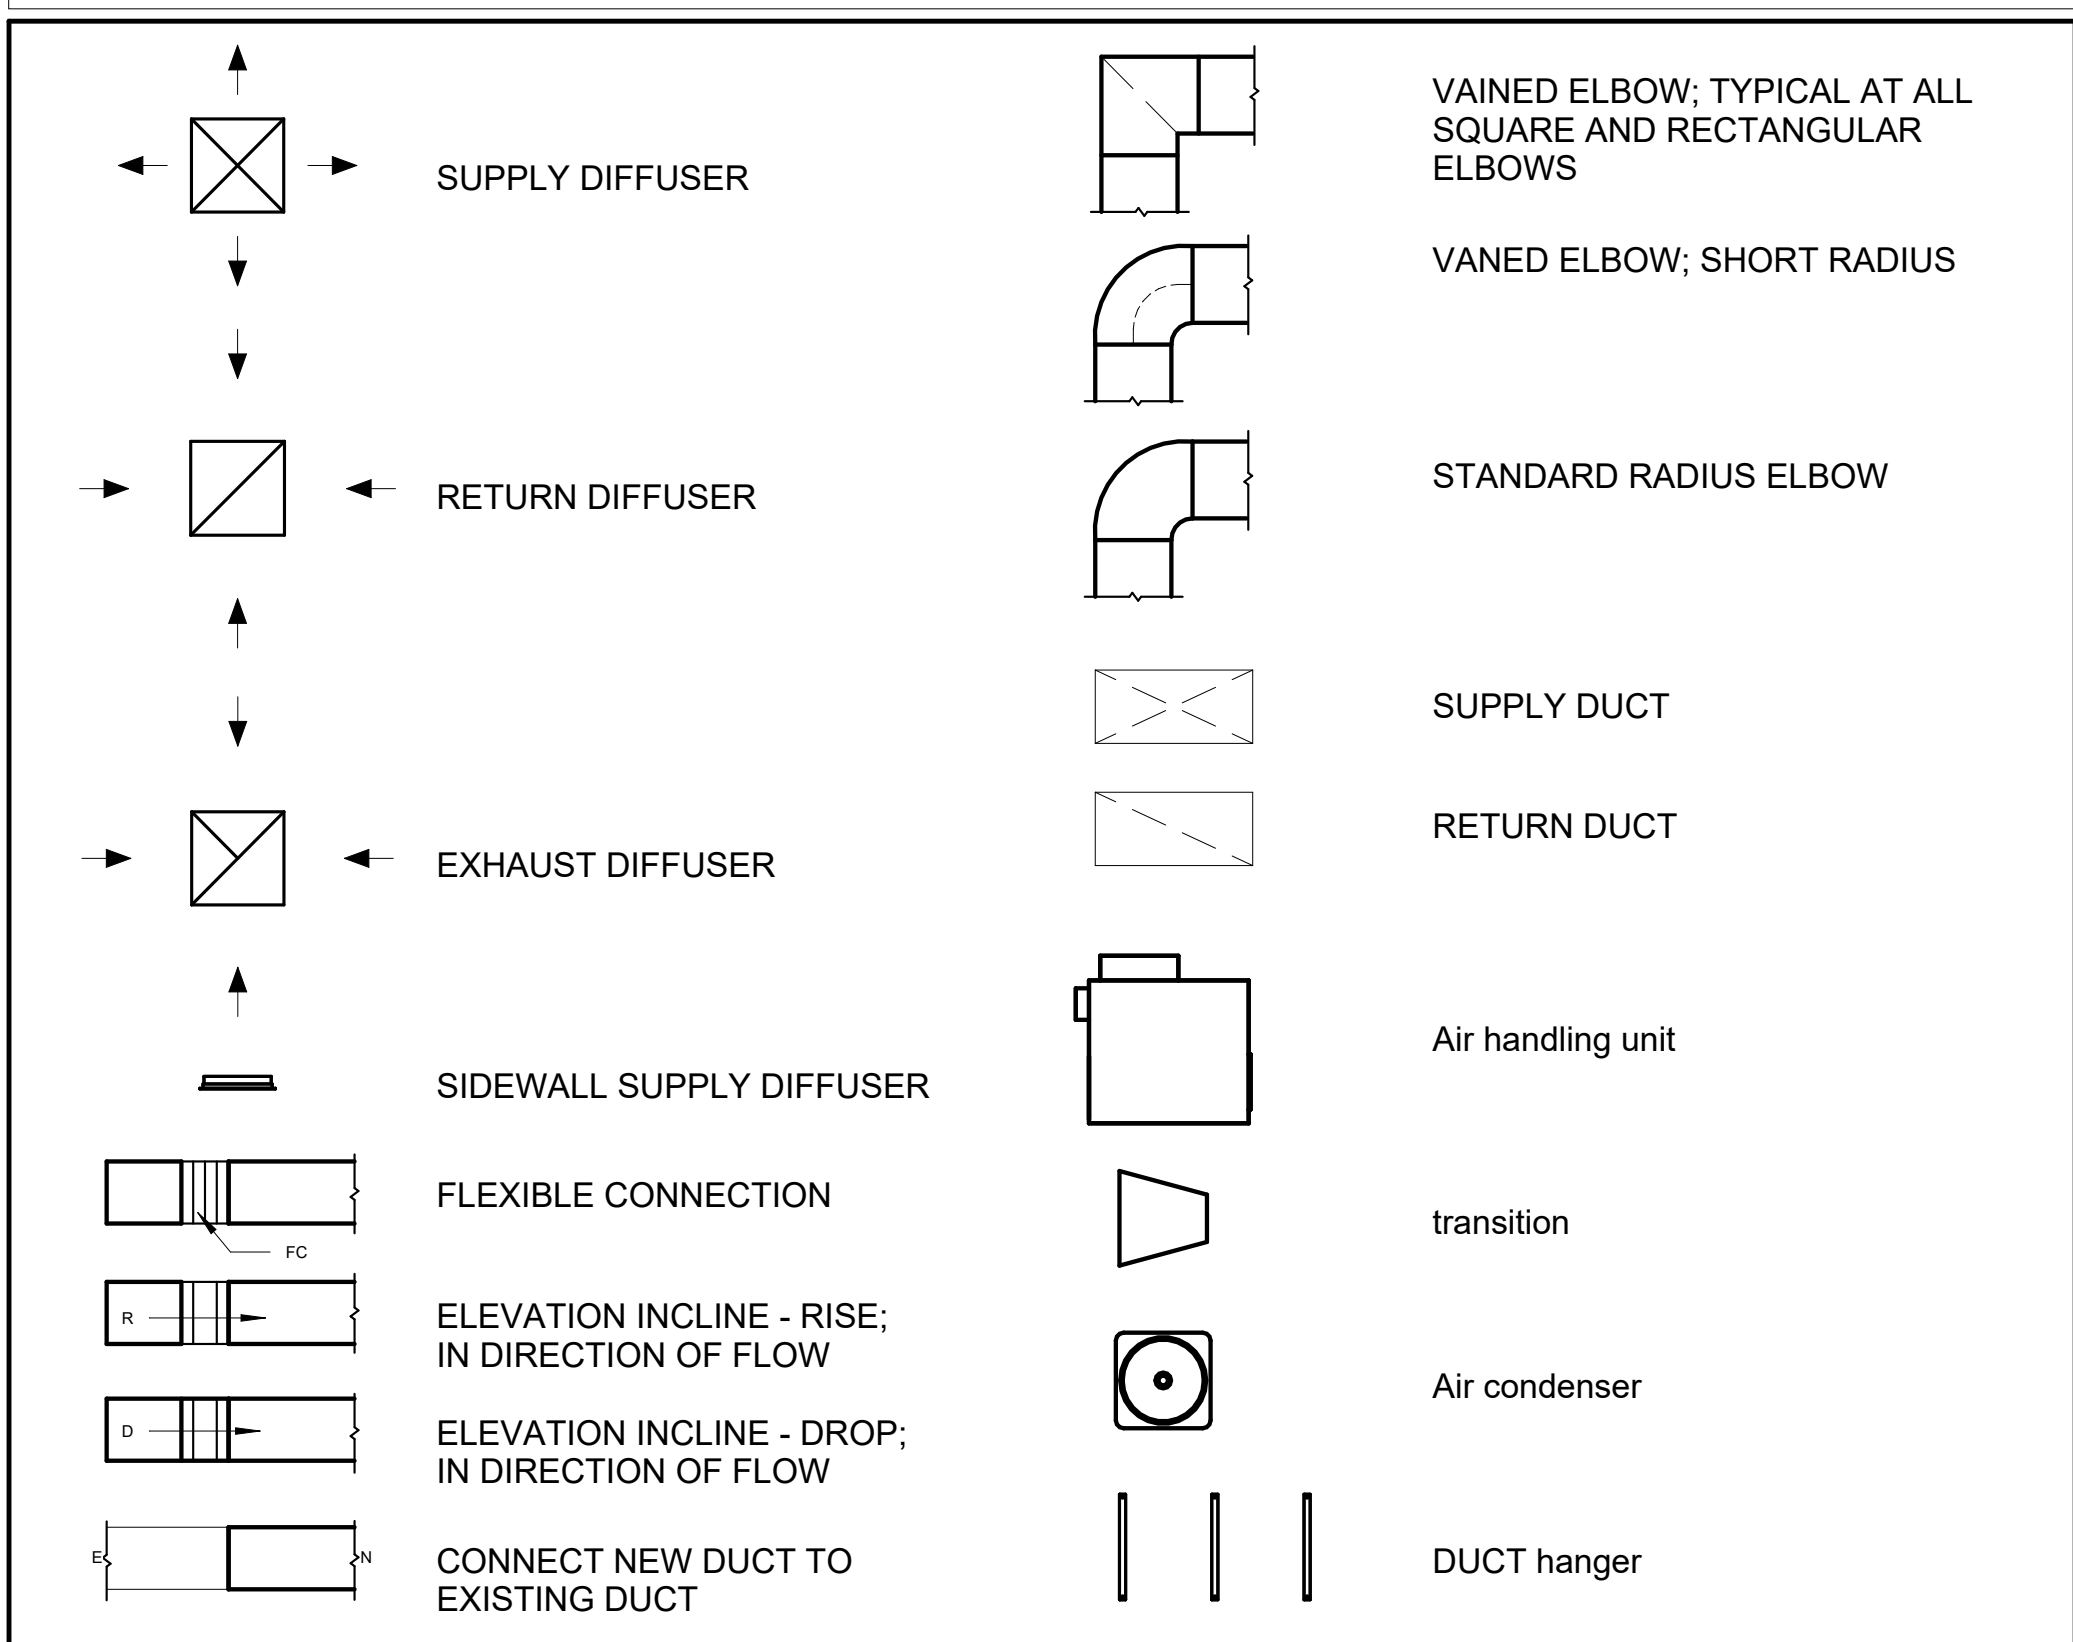 SUPPLY DIFFUSER
RETURN DIFFUSER
EXHAUST DIFFUSER
SIDEWALL SUPPLY DIFFUSER
FLEXIBLE CONNECTION
FC
R
ELEVATION INCLINE - RISE;
IN DIRECTION OF FLOW
D
ELEVATION INCLINE - DROP;
IN DIRECTION OF FLOW
E
N
CONNECT NEW DUCT TO
EXISTING DUCT
VAINED ELBOW; TYPICAL AT ALL
SQUARE AND RECTANGULAR
ELBOWS
VANED ELBOW; SHORT RADIUS
STANDARD RADIUS ELBOW
SUPPLY DUCT
RETURN DUCT
Air handling unit
transition
Air condenser
DUCT hanger